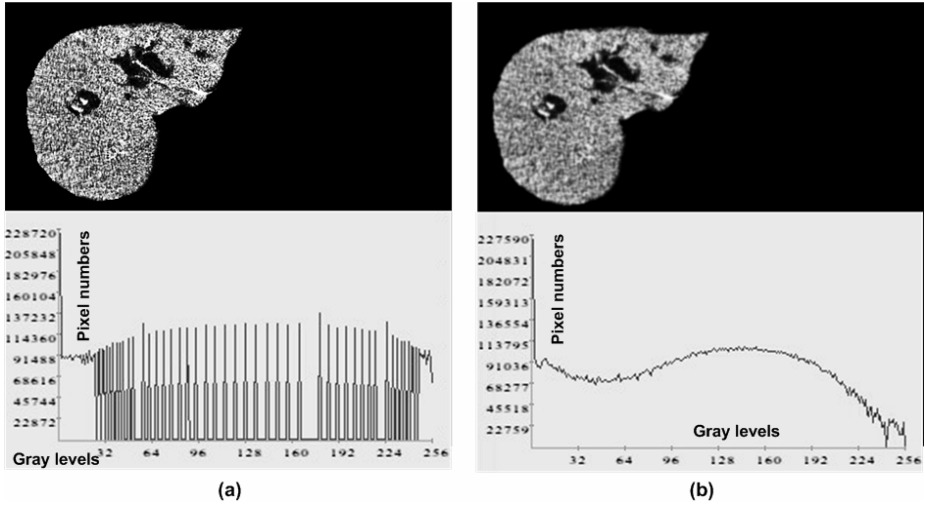 228720
205848
182976
160104
137232
114360
91488
68616
45744
22872
Pixel numbers
32 64 96 128 160 192 224 256
Gray levels
(a)
227590
204831
182072
159313
136554
113795
91036
68277
45518
22759
Pixel numbers
Gray levels
32 64 96 128 160 192 224 256
(b)